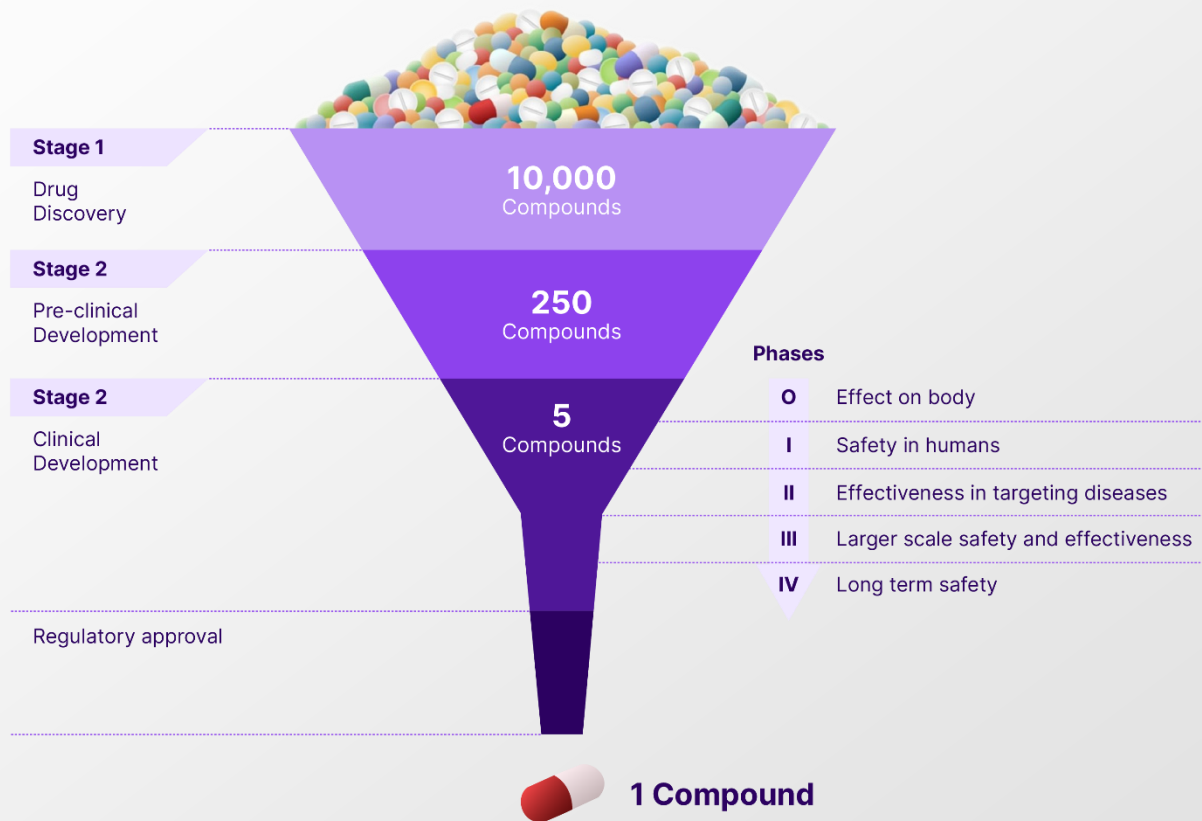 Stage 1
Drug
Discovery
10,000
Compounds
Stage 2
Pre-clinical
Development
250
Compounds
Stage 2
Clinical
Development
5
Compounds
Phases
O Effect on body
I Safety in humans
II Effectiveness in targeting diseases
III Larger scale safety and effectiveness
IV Long term safety
Regulatory approval
1 Compound